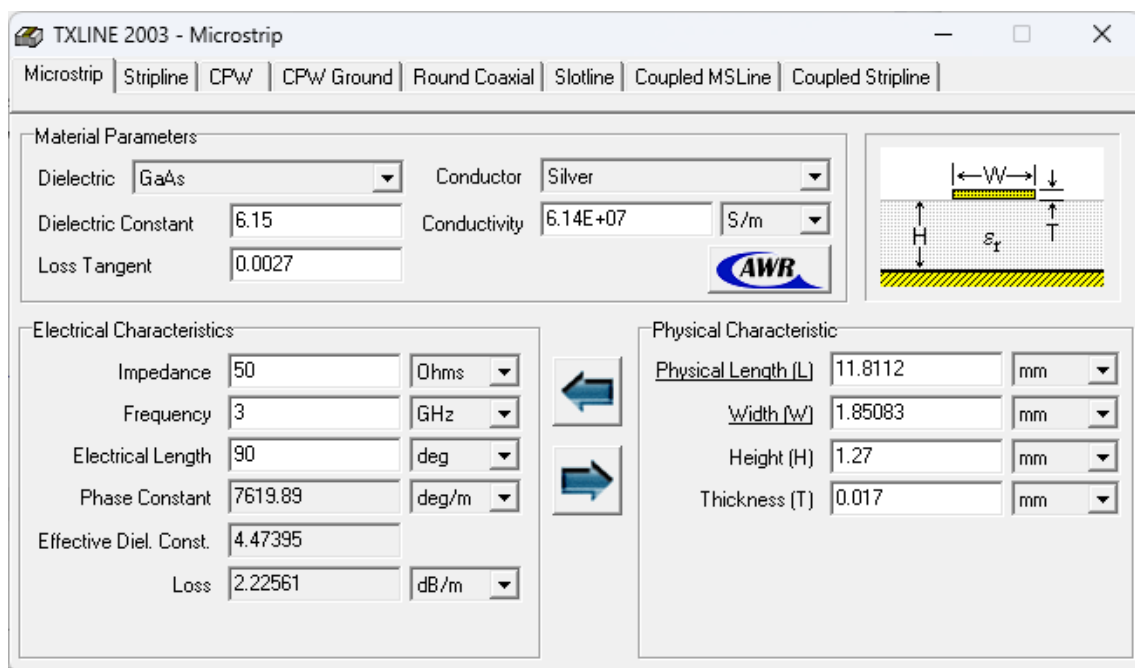 TXLINE 2003 - Microstrip
Microstrip Stripline CPW CPW Ground Round Coaxial Slotline Coupled MSLine Coupled Stripline
Material Parameters
Dielectric GaAs Conductor Silver
Dielectric Constant 6.15 Conductivity 6.14E+07 S/m
Loss Tangent 0.0027 AWR
W
H
εr
T
Electrical Characteristics
Impedance 50 Ohms
Frequency 3 GHz
Electrical Length 90 deg
Phase Constant 7619.89 deg/m
Effective Diel. Const. 4.47395
Loss 2.22561 dB/m
Physical Characteristic
Physical Length (L) 11.8112 mm
Width (W) 1.85083 mm
Height (H) 1.27 mm
Thickness (T) 0.017 mm